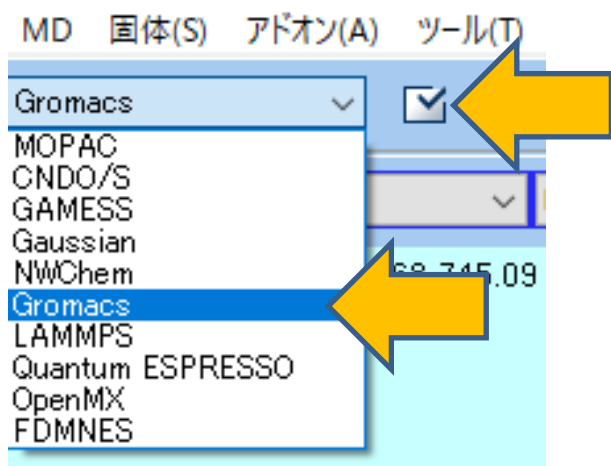 MD 固体(S) アドオン(A) ツール(T)
Gromacs
MOPAC
CNDO/S
GAMESS
Gaussian
NWChem
Gromacs
LAMMPS
Quantum ESPRESSO
OpenMX
FDMNES